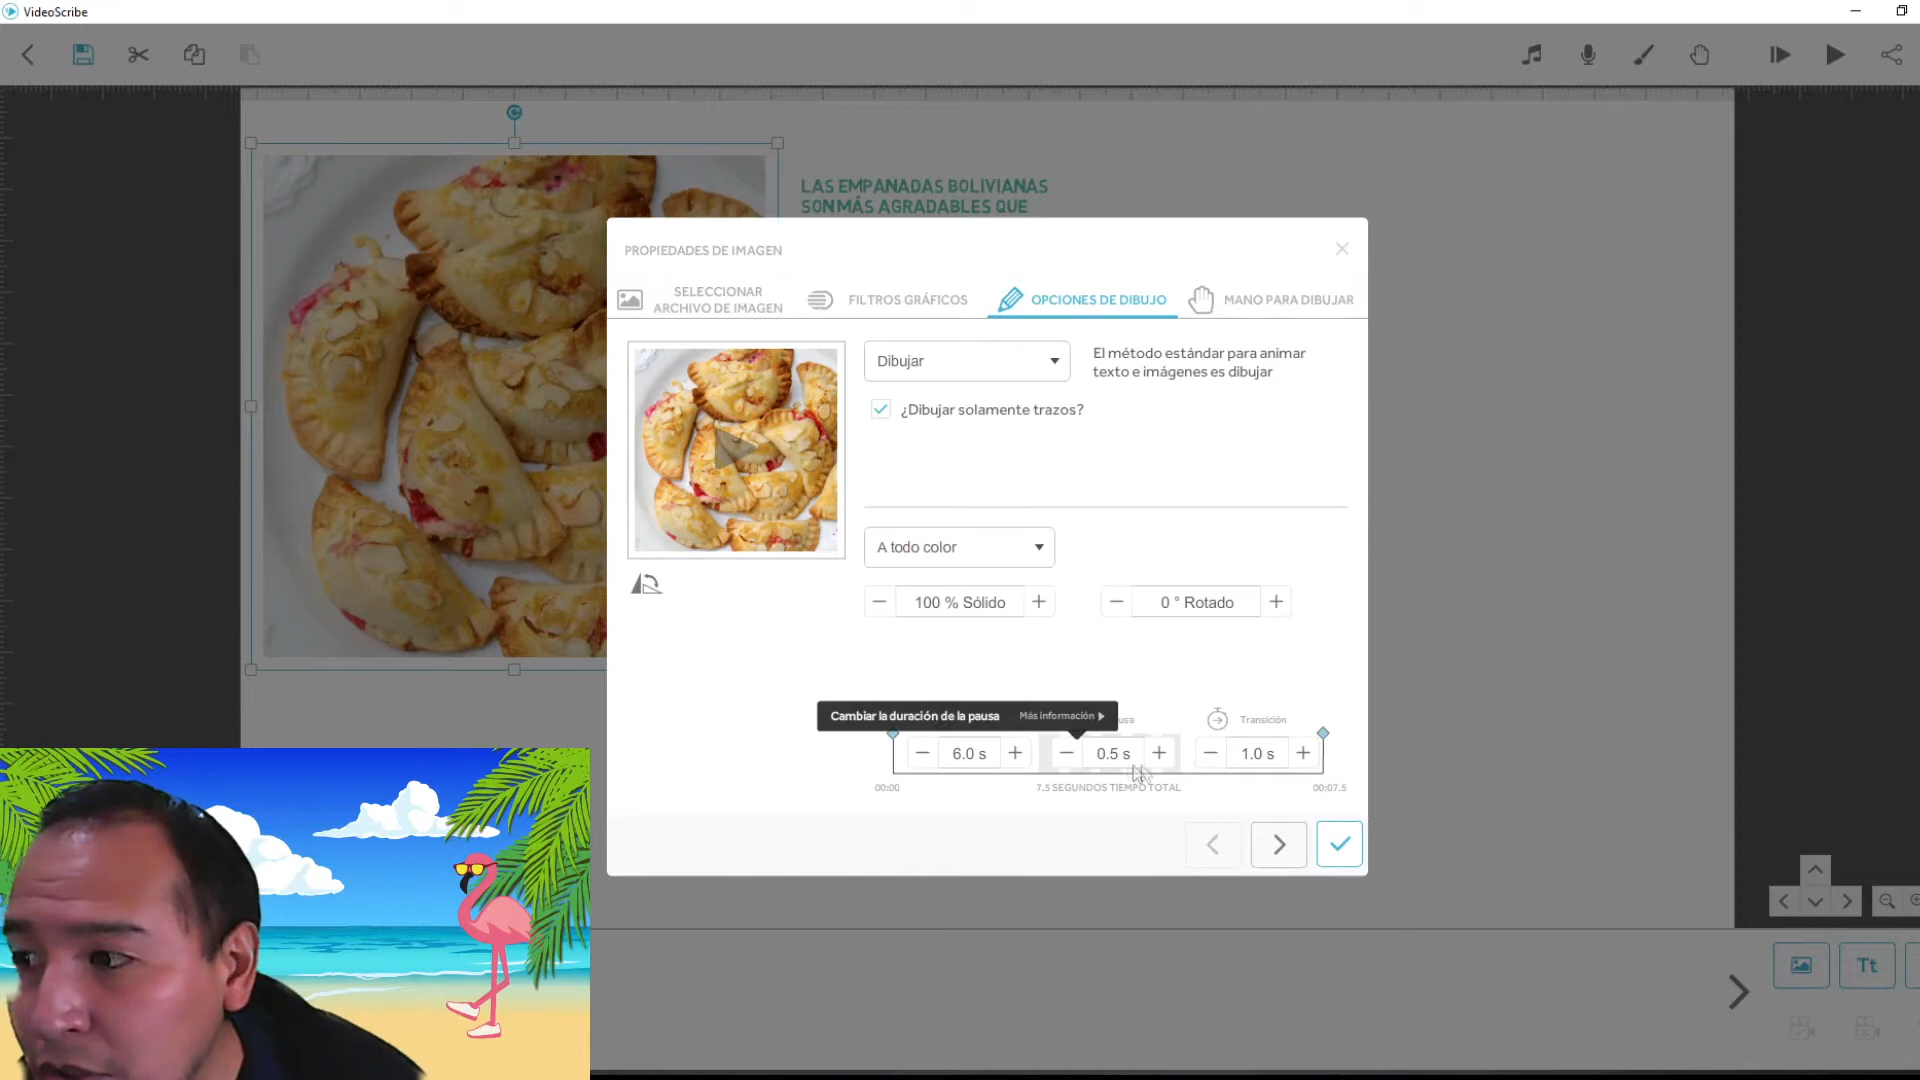 VideoScribe
LAS EMPANADAS BOLIVIANAS
SON MÁS AGRADABLES QUE
PROPIEDADES DE IMAGEN
SELECCIONAR
ARCHIVO DE IMAGEN
FILTROS GRÁFICOS
OPCIONES DE DIBUJO
MANO PARA DIBUJAR
Dibujar
El método estándar para animar
texto e imágenes es dibujar
¿Dibujar solamente trazos?
A todo color
100 % Sólido
0 ° Rotado
Cambiar la duración de la pausa Más información
usa
Transición
6.0 s
0.5 s
1.0 s
00:00
7.5 SEGUNDOS TIEMPO TOTAL
00:07.5
Tt